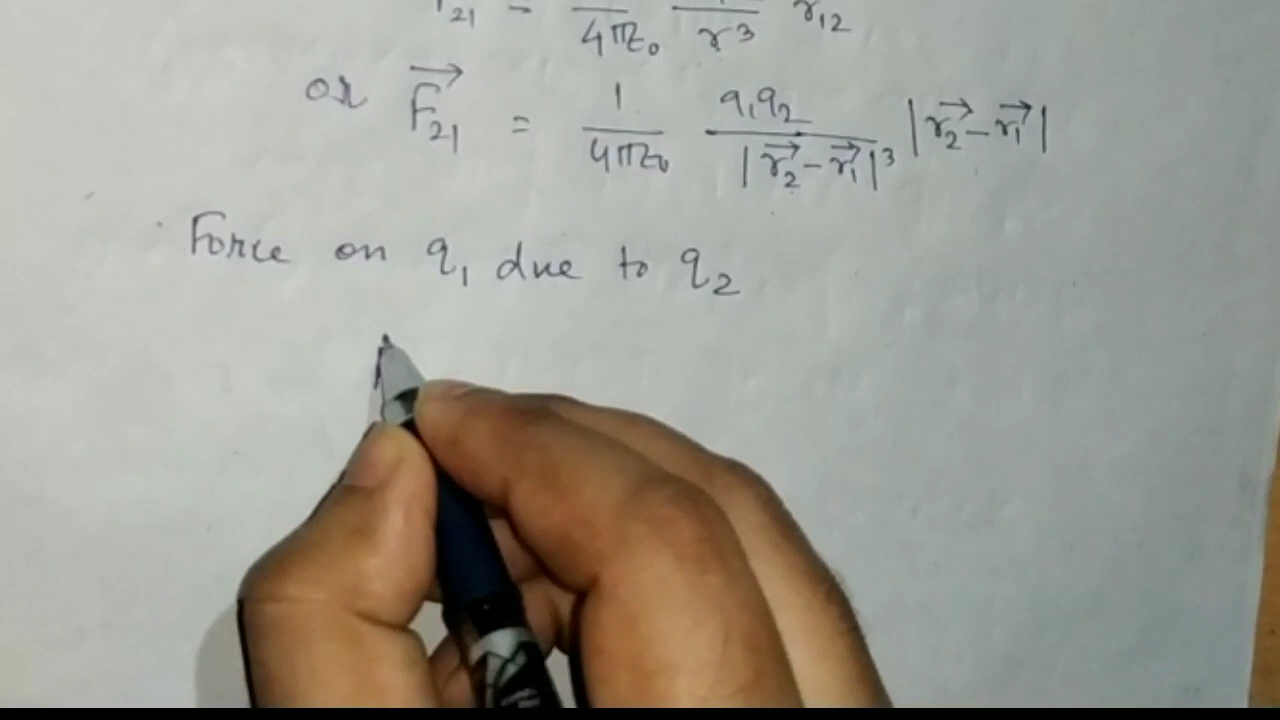 ₂₁ = / 4πε₀ / r³ r₁₂
or F⃗₂₁ = 1 / 4πε₀ q₁q₂ / |r⃗₂ - r⃗₁|³ |r⃗₂ - r⃗₁|
Force on q₁ due to q₂